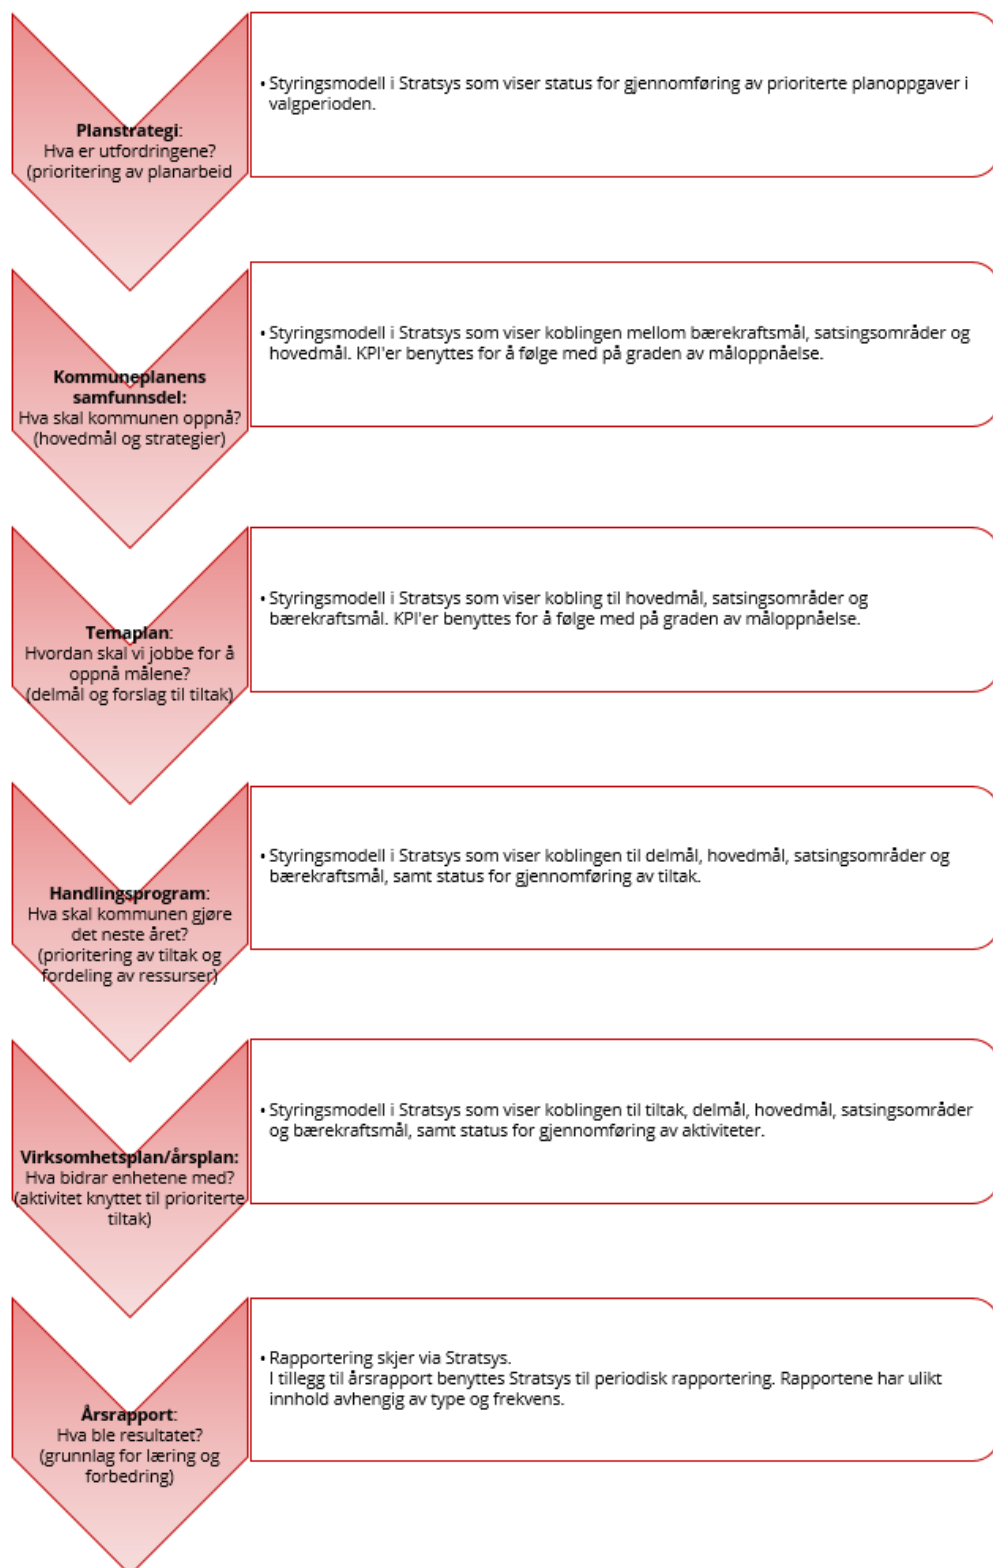 Planstrategi:
Hva er utfordringene?
(prioritering av planarbeid
• Styringsmodell i Stratsys som viser status for gjennomføring av prioriterte planoppgaver i
valgperioden.
Kommuneplanens
samfunnsdel:
Hva skal kommunen oppnå?
(hovedmål og strategier)
• Styringsmodell i Stratsys som viser koblingen mellom bærekraftsmål, satsingsområder og
hovedmål. KPI'er benyttes for å følge med på graden av måloppnåelse.
Temaplan:
Hvordan skal vi jobbe for å
oppnå målene?
(delmål og forslag til tiltak)
• Styringsmodell i Stratsys som viser kobling til hovedmål, satsingsområder og
bærekraftsmål. KPI'er benyttes for å følge med på graden av måloppnåelse.
Handlingsprogram:
Hva skal kommunen gjøre
det neste året?
(prioritering av tiltak og
fordeling av ressurser)
• Styringsmodell i Stratsys som viser koblingen til delmål, hovedmål, satsingsområder og
bærekraftsmål, samt status for gjennomføring av tiltak.
Virksomhetsplan/årsplan:
Hva bidrar enhetene med?
(aktivitet knyttet til prioriterte
tiltak)
• Styringsmodell i Stratsys som viser koblingen til tiltak, delmål, hovedmål, satsingsområder
og bærekraftsmål, samt status for gjennomføring av aktiviteter.
Årsrapport:
Hva ble resultatet?
(grunnlag for læring og
forbedring)
• Rapportering skjer via Stratsys.
I tillegg til årsrapport benyttes Stratsys til periodisk rapportering. Rapportene har ulikt
innhold avhengig av type og frekvens.